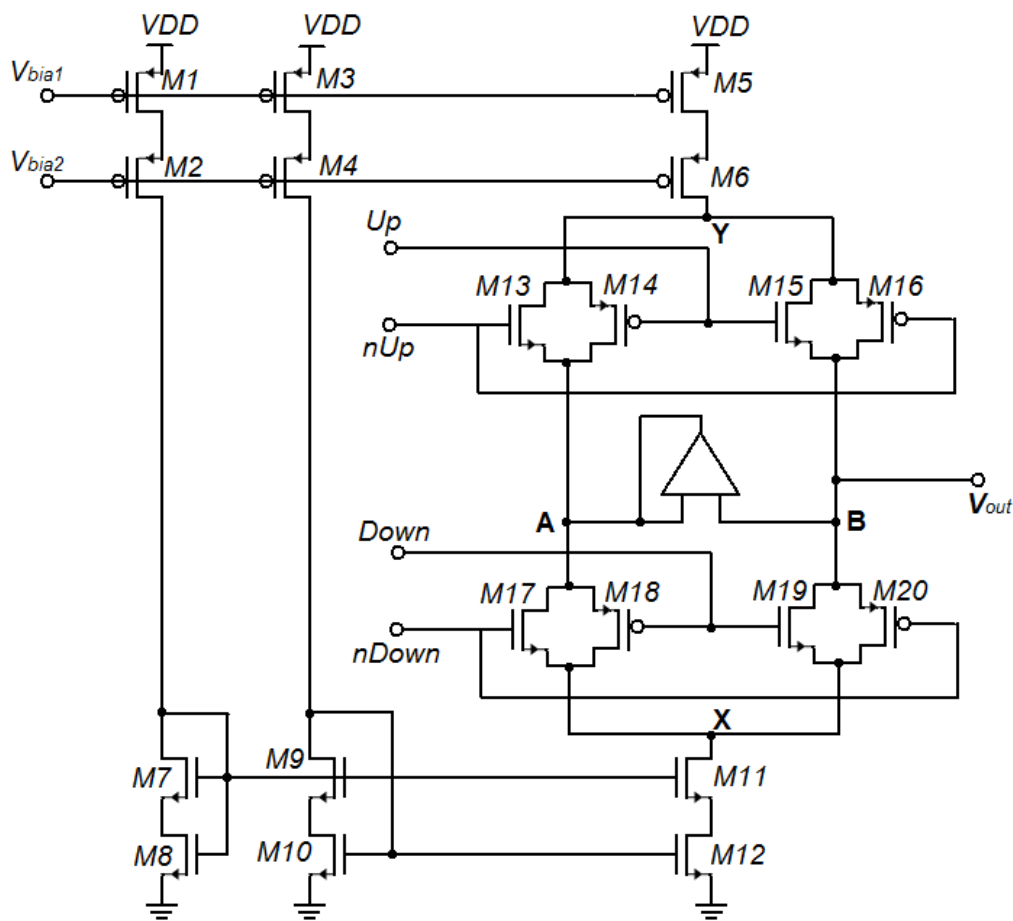 VDD VDD VDD
Vbia1 M1 M3 M5
Vbia2 M2 M4 M6
Up Y
M13 M14 M15 M16
nUp
A B Vout
Down
M17 M18 M19 M20
nDown
X
M7 M9 M11
M8 M10 M12